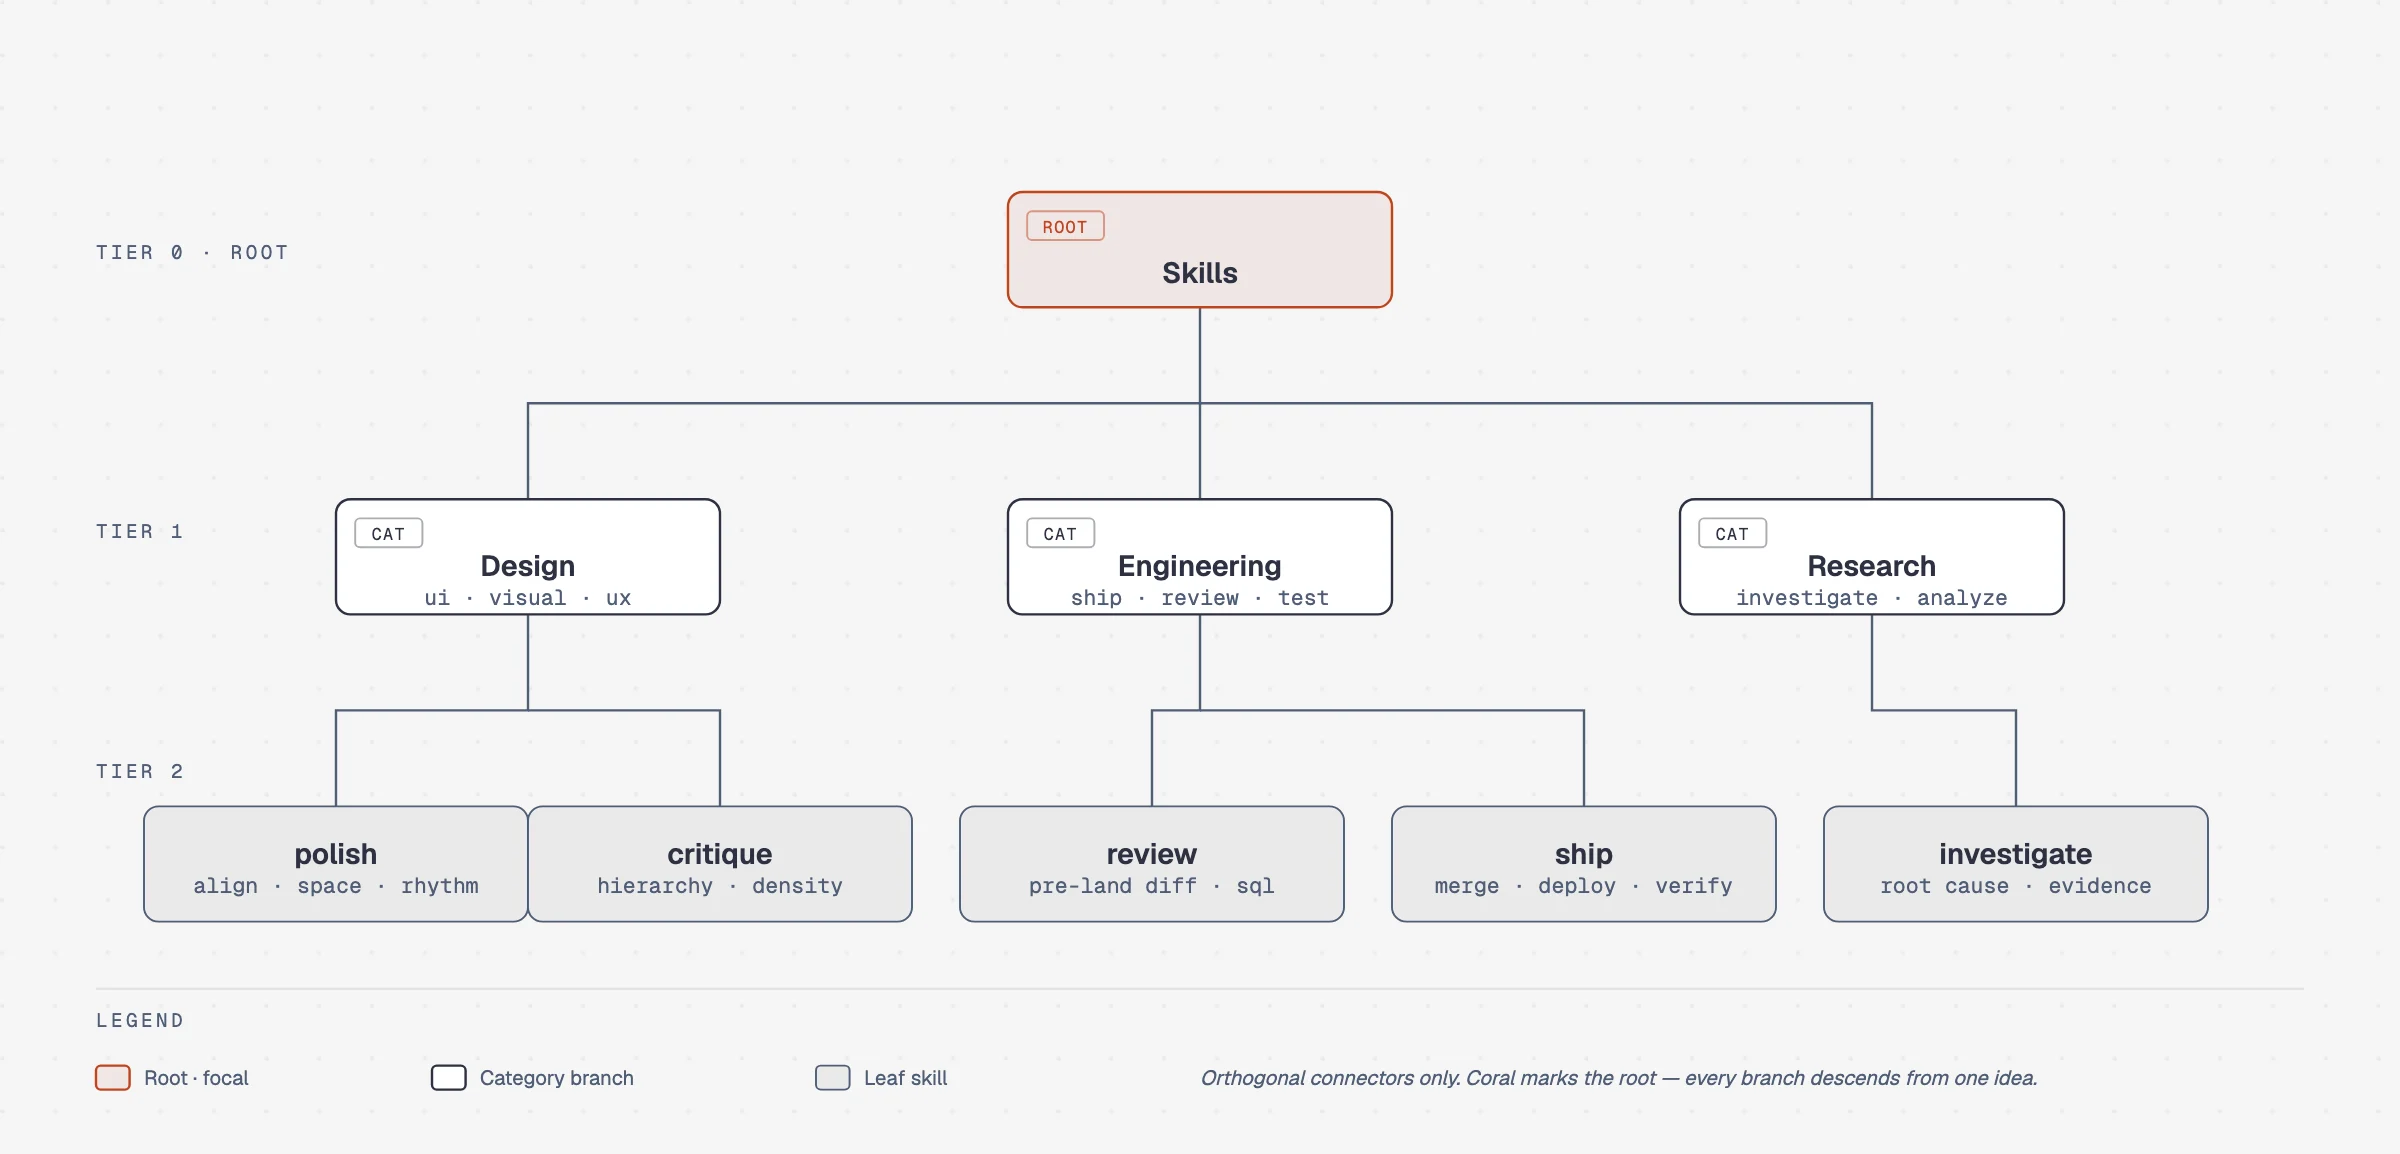 ROOT
TIER 0 · ROOT
Skills
TIER 1
CAT
Design
ui · visual · ux
CAT
Engineering
ship · review · test
CAT
Research
investigate · analyze
TIER 2
polish
align · space · rhythm
critique
hierarchy · density
review
pre-land diff · sql
ship
merge · deploy · verify
investigate
root cause · evidence
LEGEND
Root · focal
Category branch
Leaf skill
Orthogonal connectors only. Coral marks the root — every branch descends from one idea.